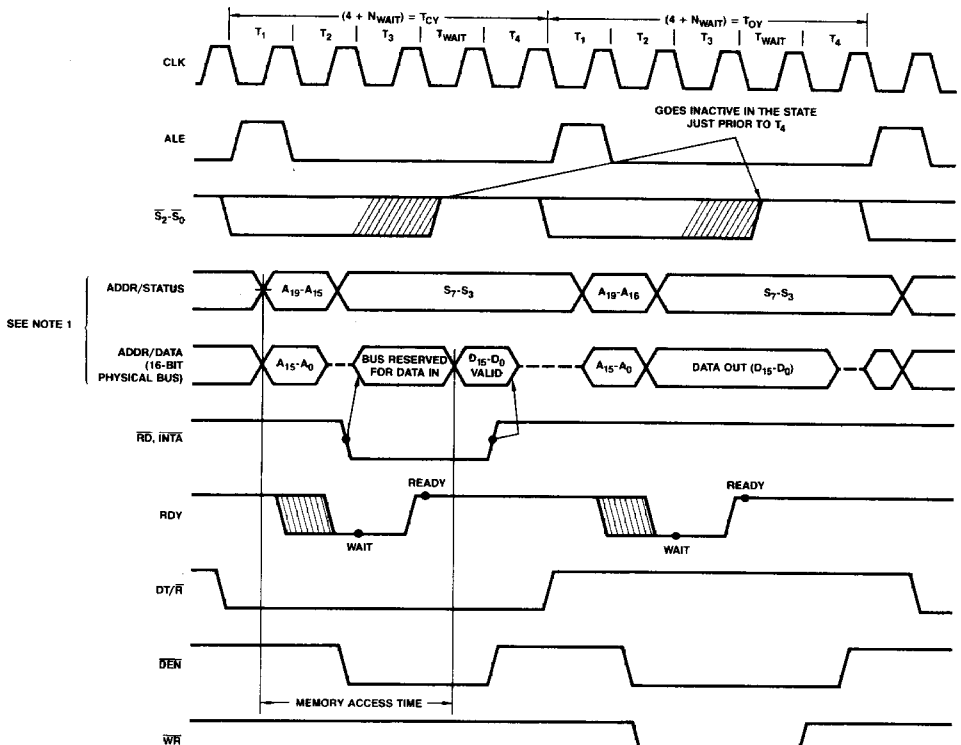 (4 + NWAIT) = TCY (4 + NWAIT) = TOY
T1 T2 T3 TWAIT T4 T1 T2 T3 TWAIT T4
CLK
GOES INACTIVE IN THE STATE
JUST PRIOR TO T4
ALE
S2-S0
ADDR/STATUS A19-A15 S7-S3 A19-A16 S7-S3
SEE NOTE 1
ADDR/DATA
(16-BIT
PHYSICAL BUS)
A15-A0
BUS RESERVED
FOR DATA IN
D15-D0
VALID
A15-A0
DATA OUT (D15-D0)
RD, INTA
READY READY
RDY
WAIT WAIT
DT/R
DEN
MEMORY ACCESS TIME
WR